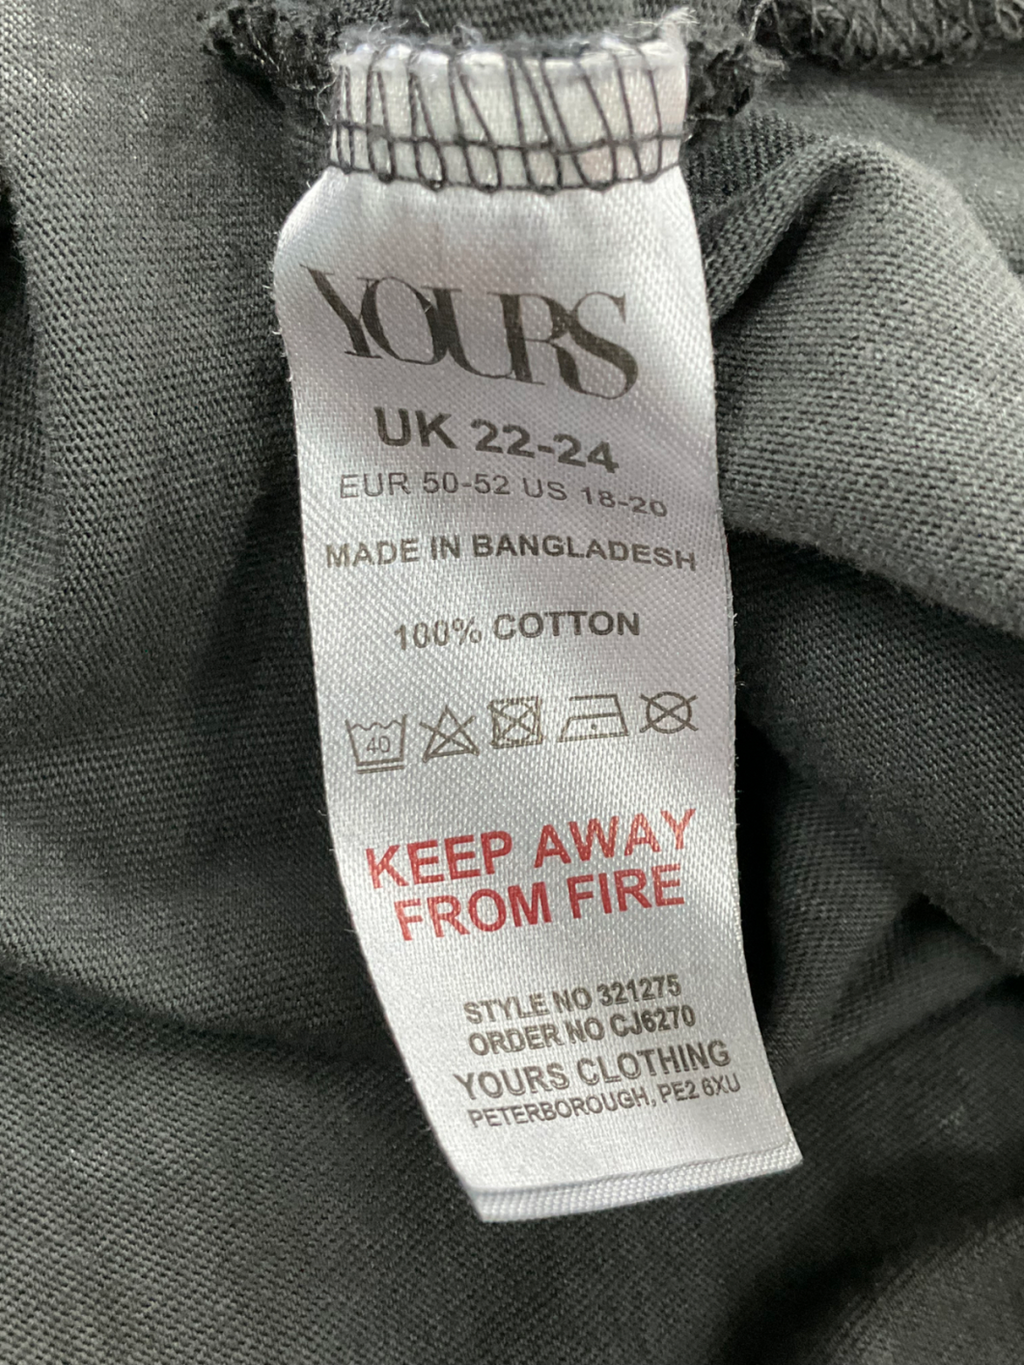 YOURS
UK 22-24
EUR 50-52 US 18-20
MADE IN BANGLADESH
100% COTTON
40
KEEP AWAY
FROM FIRE
STYLE NO 321275
ORDER NO CJ6270
YOURS CLOTHING
PETERBOROUGH, PE2 6XU